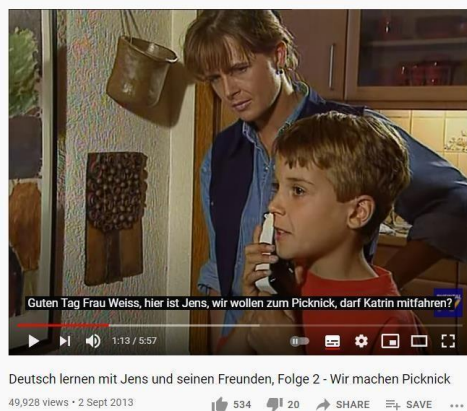 Guten Tag Frau Weiss, hier ist Jens, wir wollen zum Picknick, darf Katrin mitfahren?
1:13 / 5:57
Deutsch lernen mit Jens und seinen Freunden, Folge 2 - Wir machen Picknick
49,928 views • 2 Sept 2013
534
20
SHARE
SAVE